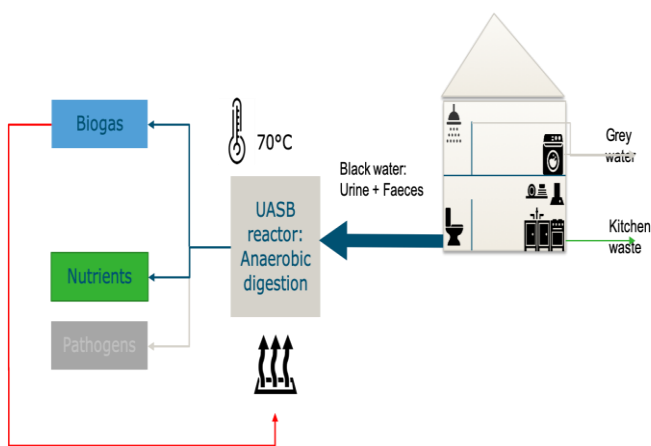 Biogas
70°C
Grey
water
Black water:
Urine + Faeces
UASB
reactor:
Anaerobic
digestion
Kitchen
waste
Nutrients
Pathogens